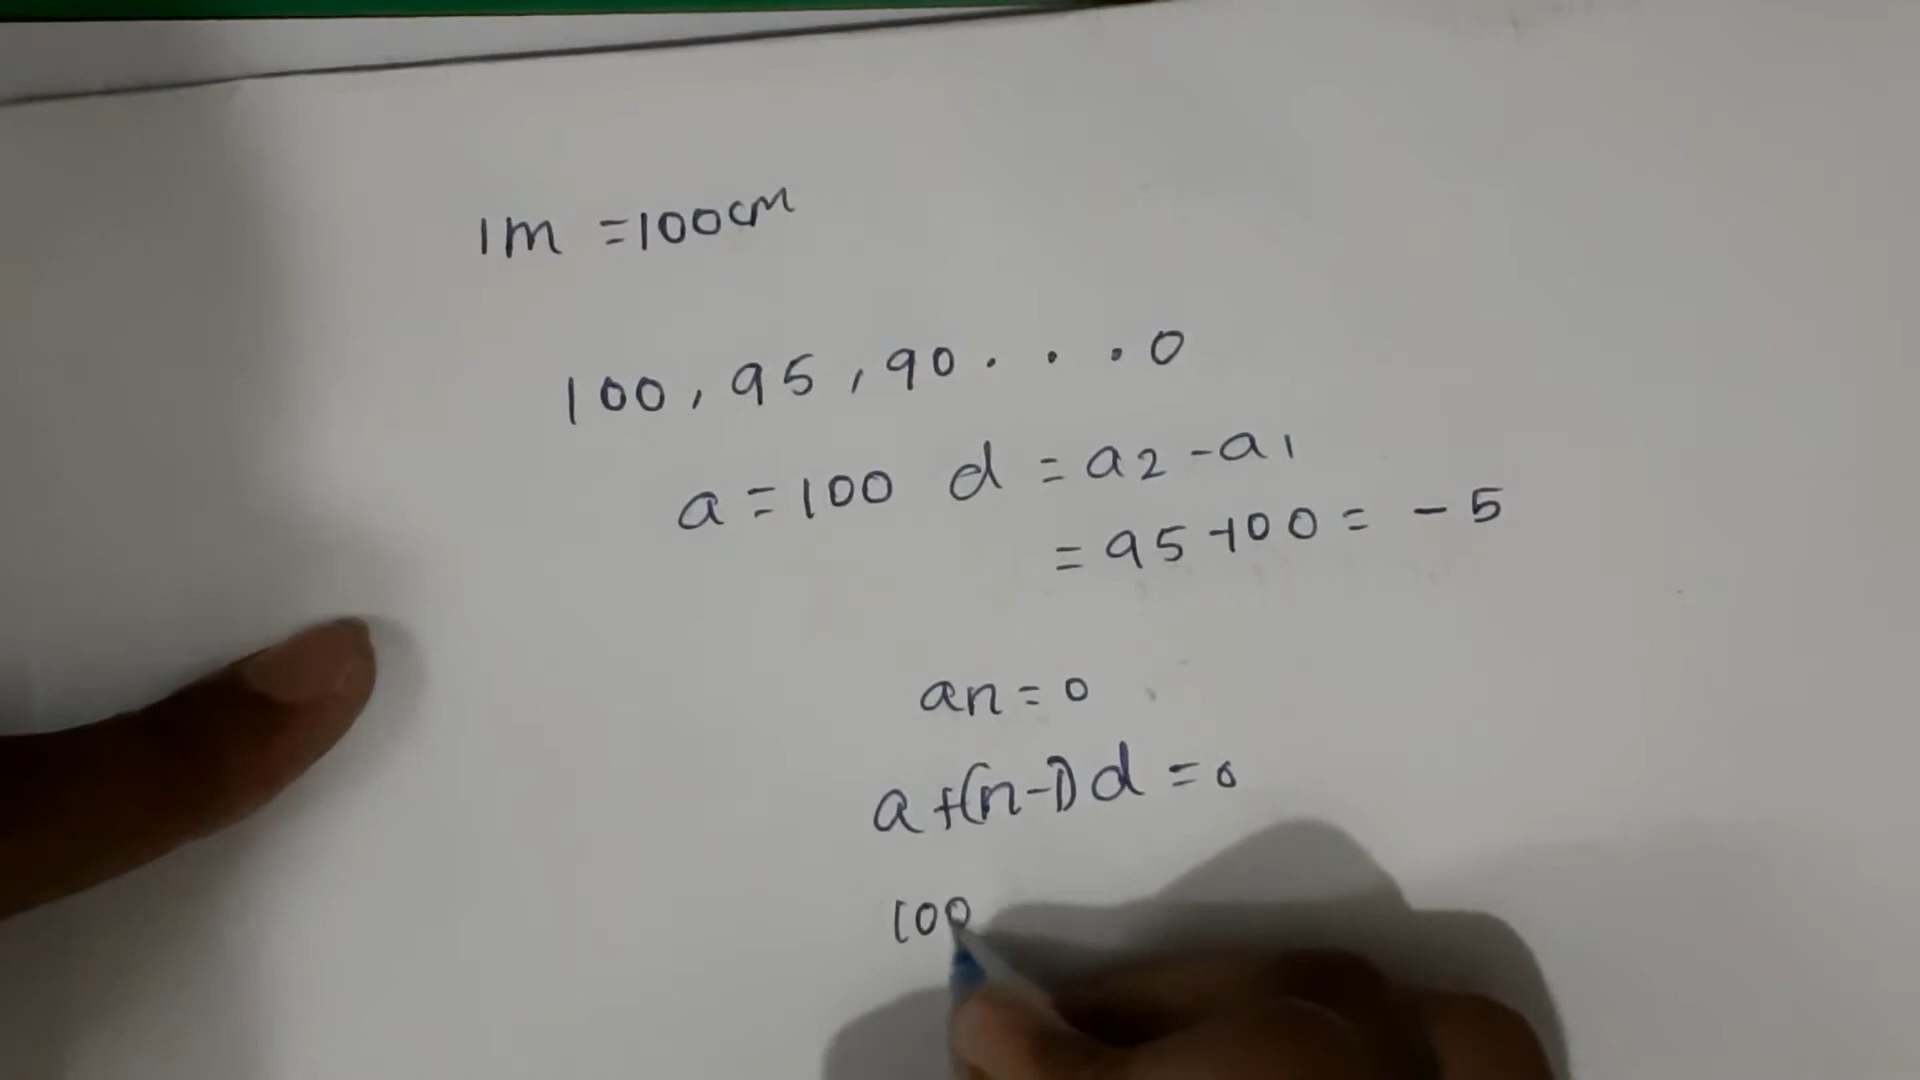 1m =100cm
100, 95, 90 . . . . 0
a=100 d = a2 -a1
= 95-100 = -5
an=0
a+(n-1)d =0
100